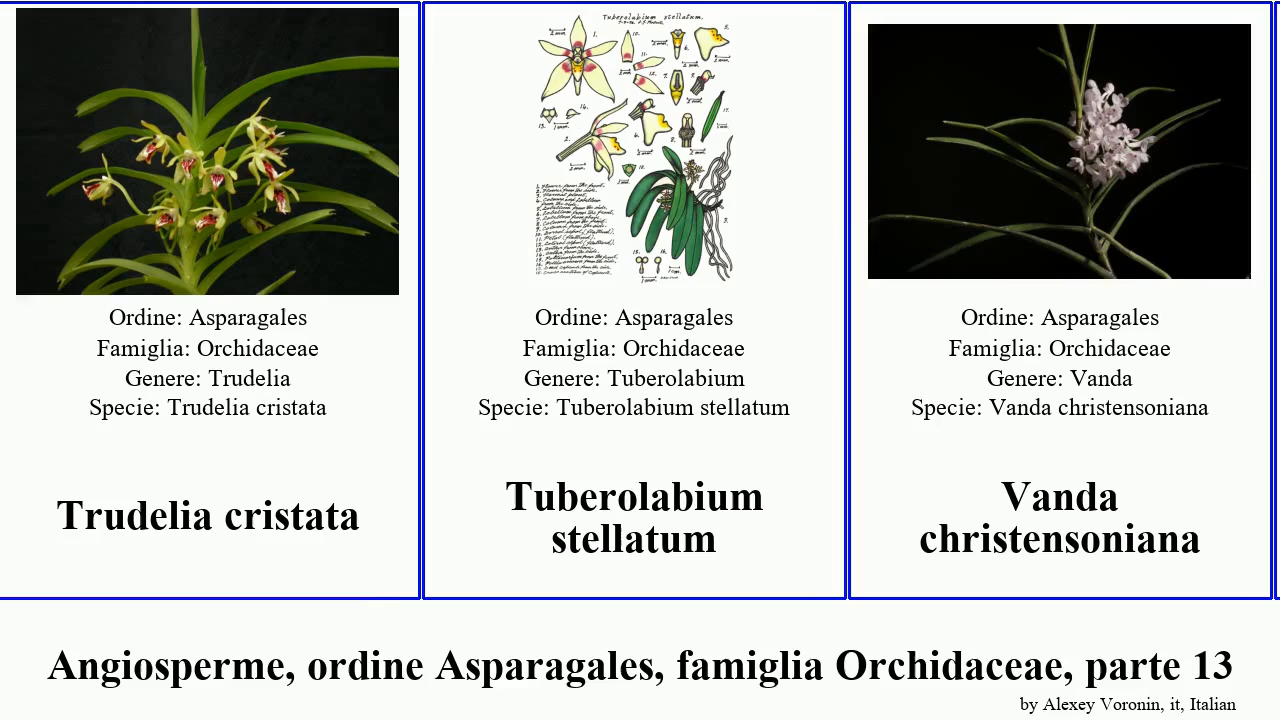 Ordine: Asparagales
Famiglia: Orchidaceae
Genere: Trudelia
Specie: Trudelia cristata
Trudelia cristata
Tuberolabium stellatum.
Ordine: Asparagales
Famiglia: Orchidaceae
Genere: Tuberolabium
Specie: Tuberolabium stellatum
Tuberolabium
stellatum
Ordine: Asparagales
Famiglia: Orchidaceae
Genere: Vanda
Specie: Vanda christensoniana
Vanda
christensoniana
Angiosperme, ordine Asparagales, famiglia Orchidaceae, parte 13
by Alexey Voronin, it, Italian